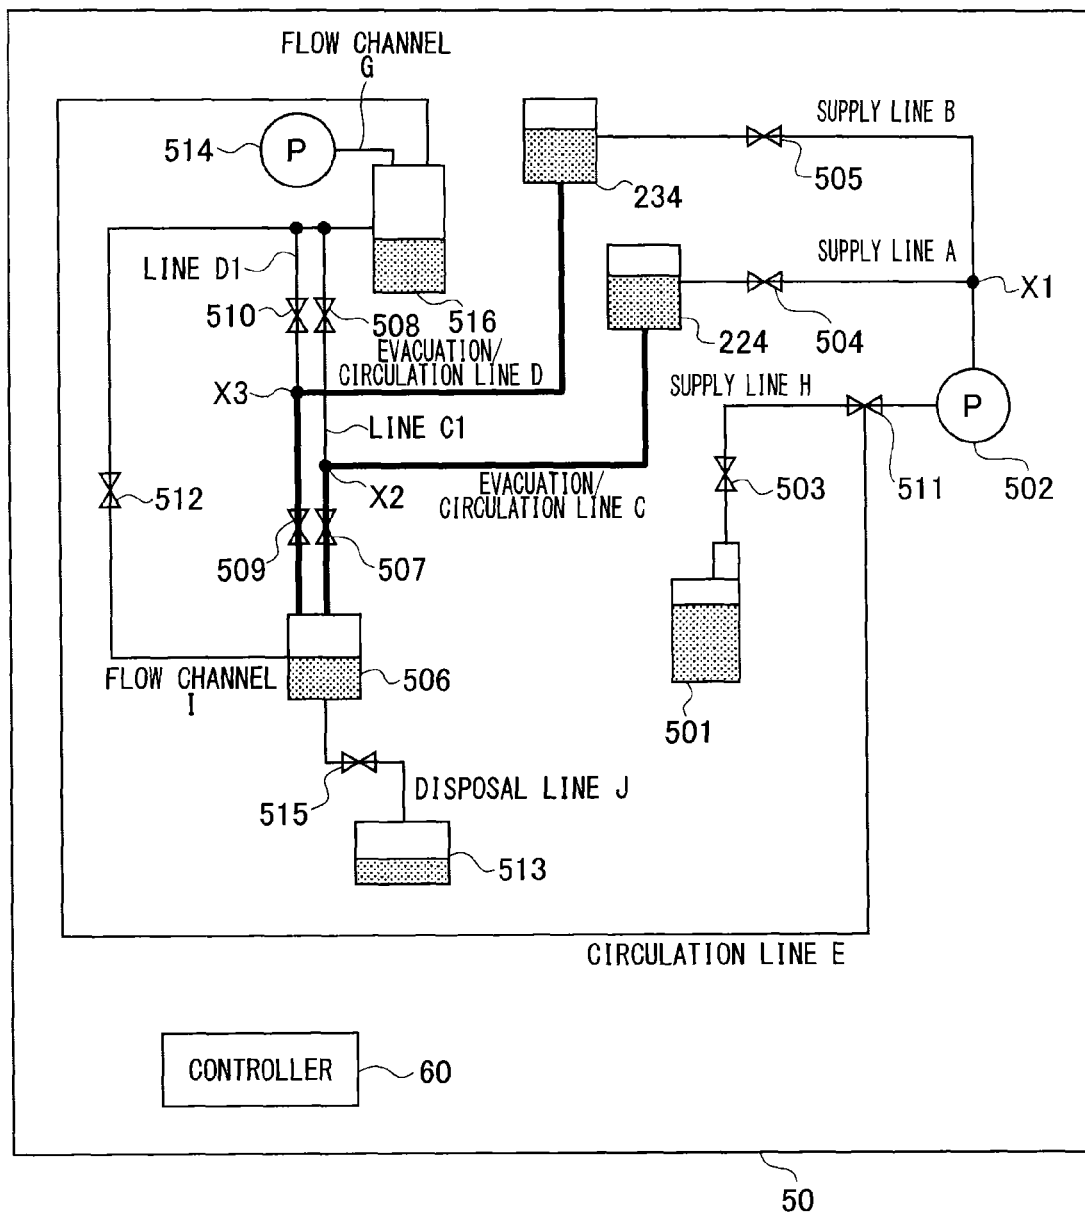 FLOW CHANNEL
G
514
P
SUPPLY LINE B
505
234
LINE D1
SUPPLY LINE A
X1
510
508
516
504
224
EVACUATION/
CIRCULATION LINE D
X3
SUPPLY LINE H
P
LINE C1
512
X2
EVACUATION/
CIRCULATION LINE C
503
511
502
509
507
FLOW CHANNEL
I
506
501
515
DISPOSAL LINE J
513
CIRCULATION LINE E
CONTROLLER
60
50